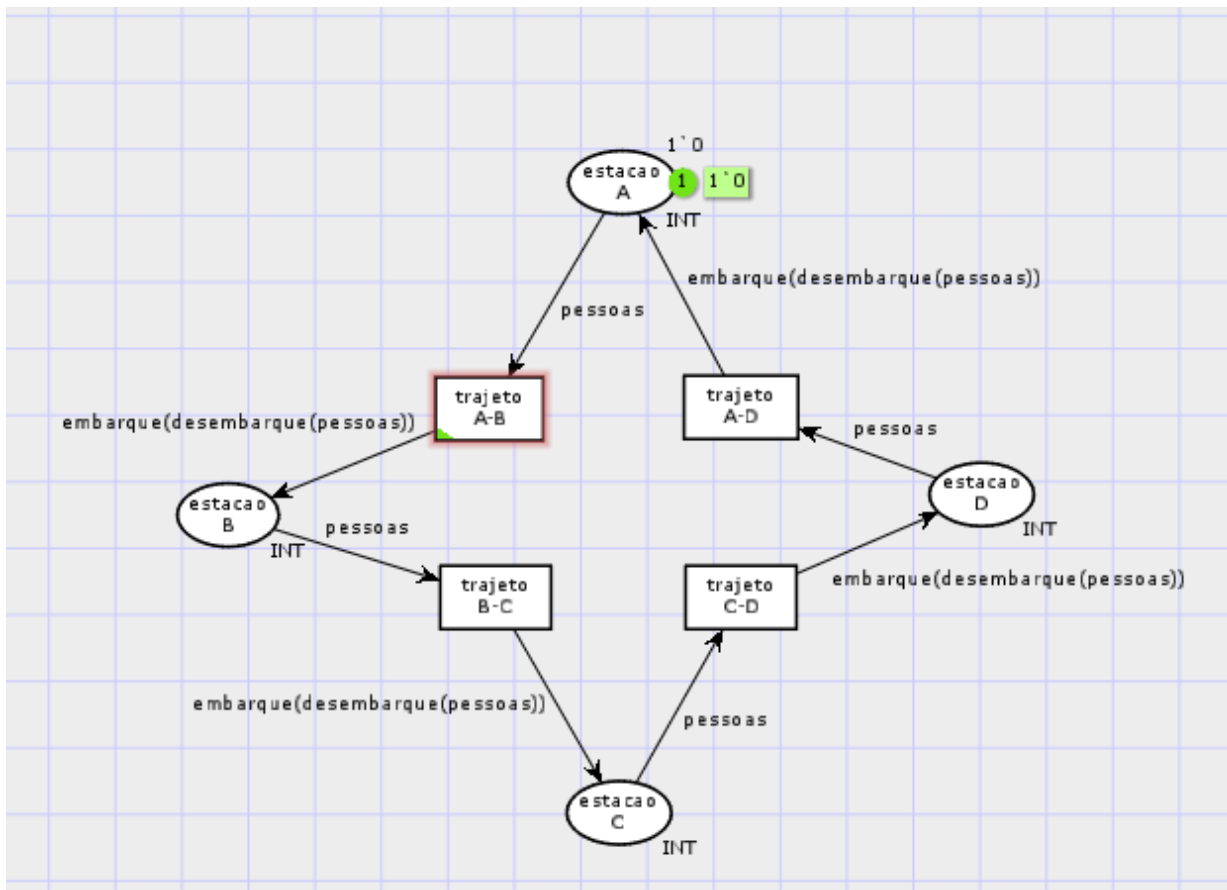 1`0
estacao
A
1
1`0
INT
embarque(desembarque(pessoas))
pessoas
trajeto
A-B
trajeto
A-D
embarque(desembarque(pessoas))
pessoas
estacao
B
INT
pessoas
estacao
D
INT
trajeto
B-C
trajeto
C-D
embarque(desembarque(pessoas))
embarque(desembarque(pessoas))
pessoas
estacao
C
INT